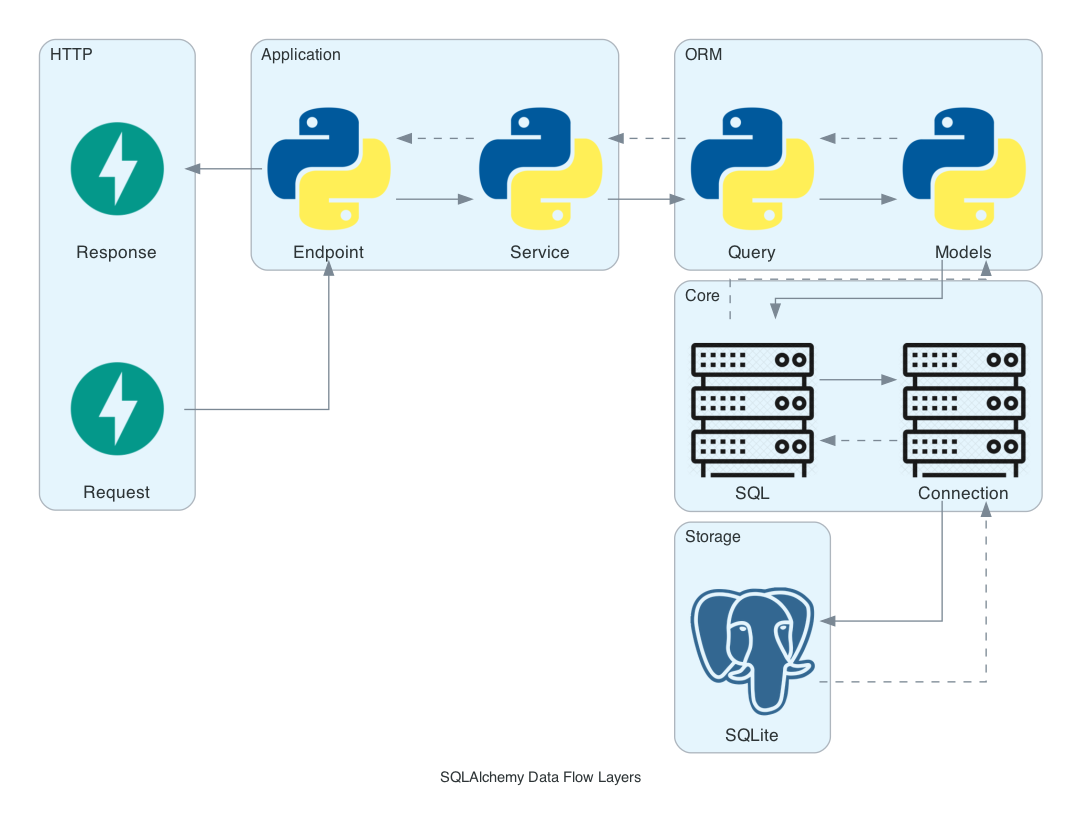 HTTP
Application
ORM
Response
Endpoint
Service
Query
Models
Core
Request
SQL
Connection
Storage
SQLite
SQLAlchemy Data Flow Layers